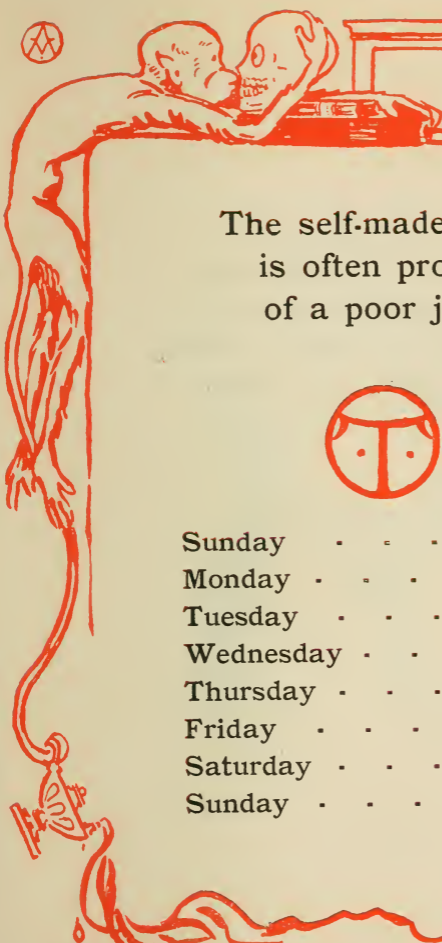 The self-made
is often pro
of a poor j
Sunday
Monday
Tuesday
Wednesday
Thursday
Friday
Saturday
Sunday